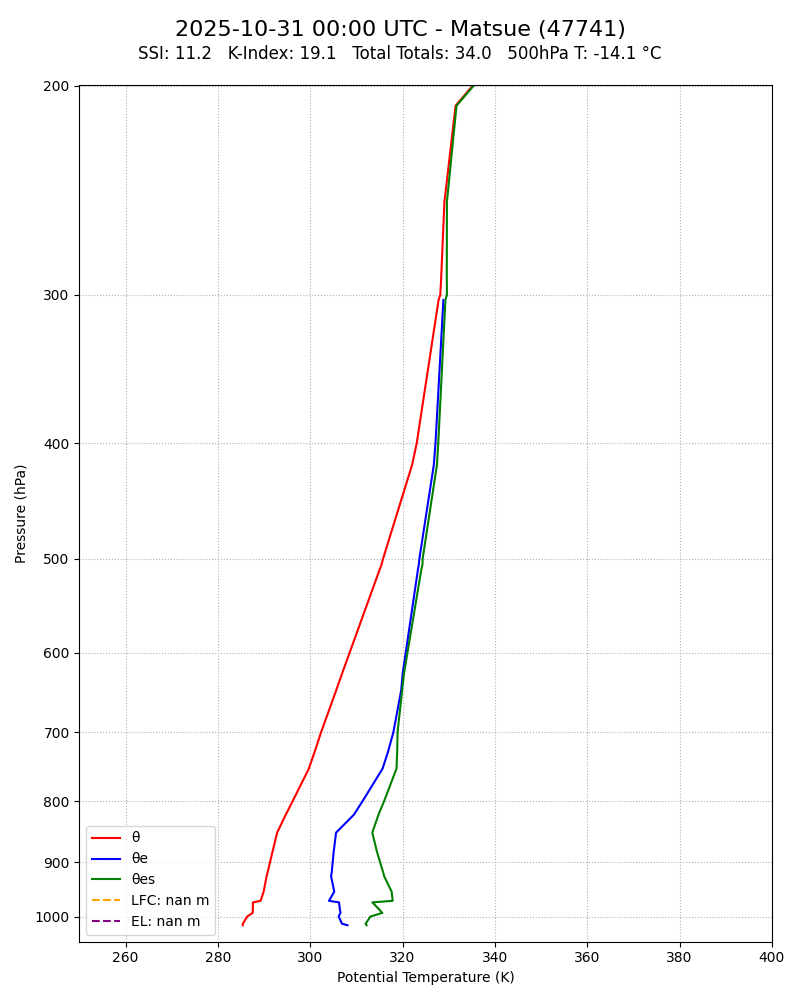 2025-10-31 00:00 UTC - Matsue (47741)
SSI: 11.2   K-Index: 19.1   Total Totals: 34.0   500hPa T: -14.1 °C
200
300
400
500
600
700
800
900
1000
Pressure (hPa)
θ
θe
θes
LFC: nan m
EL: nan m
260 280 300 320 340 360 380 400
Potential Temperature (K)